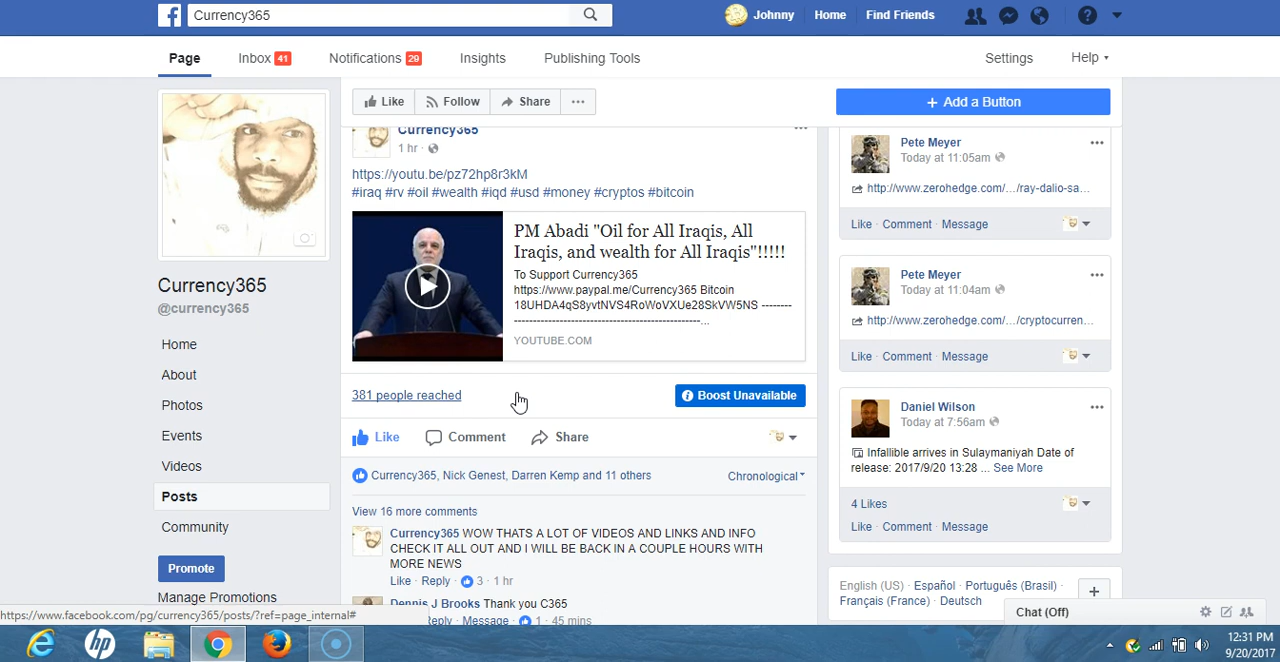 Currency365
Johnny
Home
Find Friends
Page
Inbox 41
Notifications 29
Insights
Publishing Tools
Settings
Help
Like
Follow
Share
+ Add a Button
Currency365
@currency365
Home
About
Photos
Events
Videos
Posts
Community
Promote
Manage Promotions
Currency365
1 hr ·
https://youtu.be/pz72hp8r3kM
#iraq #rv #oil #wealth #iqd #usd #money #cryptos #bitcoin
PM Abadi "Oil for All Iraqis, All
Iraqis, and wealth for All Iraqis"!!!!!
To Support Currency365
https://www.paypal.me/Currency365 Bitcoin
18UHDA4qS8yvtNVS4RoWoVXUe28SkVW5NS --------
--------------------------------------------------...
YOUTUBE.COM
381 people reached
Boost Unavailable
Like
Comment
Share
Currency365, Nick Genest, Darren Kemp and 11 others
Chronological
View 16 more comments
Currency365 WOW THATS A LOT OF VIDEOS AND LINKS AND INFO
CHECK IT ALL OUT AND I WILL BE BACK IN A COUPLE HOURS WITH
MORE NEWS
Like · Reply · 3 · 1 hr
Dennis J Brooks Thank you C365
Reply · Message · 1 · 45 mins
Pete Meyer
Today at 11:05am
http://www.zerohedge.com/…/ray-dalio-sa…
Like · Comment · Message
Pete Meyer
Today at 11:04am
http://www.zerohedge.com/…/cryptocurren…
Like · Comment · Message
Daniel Wilson
Today at 7:56am
Infallible arrives in Sulaymaniyah Date of
release: 2017/9/20 13:28 ... See More
4 Likes
Like · Comment · Message
English (US) · Español · Português (Brasil) ·
Français (France) · Deutsch
+
Chat (Off)
https://www.facebook.com/pg/currency365/posts/?ref=page_internal#
12:31 PM
9/20/2017